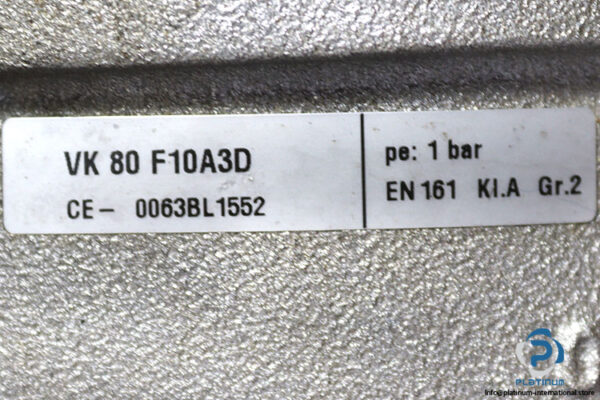 VK 80 F10A3D
CE- 0063BL1552
pe: 1 bar
EN 161 Kl.A Gr.2
PLATINUM
Info@platinum-international.store